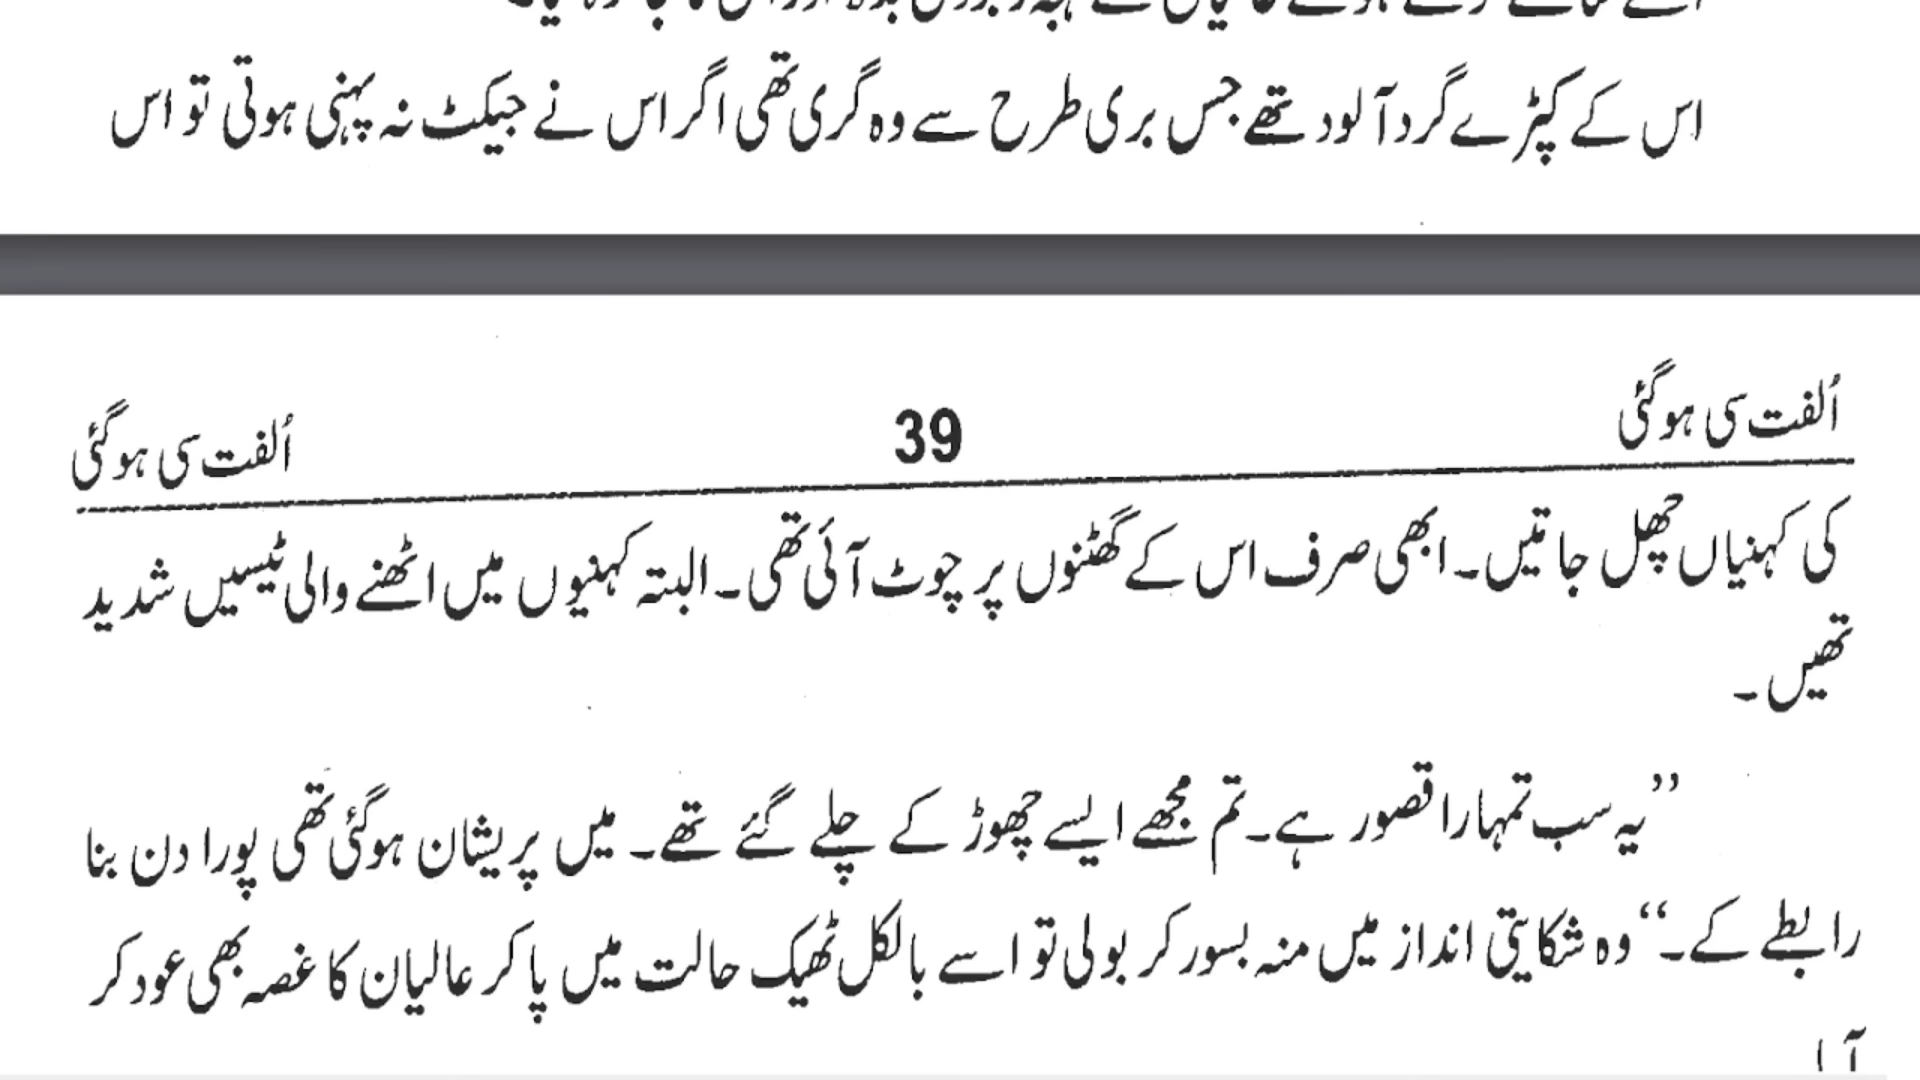 اس کے کپڑے گرد آلود تھے جس بری طرح سے وہ گری تھی اگر اس نے جیکٹ نہ پہنی ہوتی تو اس
اُلفت سی ہوگئی 39 اُلفت سی ہوگئی
کی کہنیاں چھل جاتیں۔ ابھی صرف اس کے گھٹنوں پر چوٹ آئی تھی۔ البتہ کہنیوں میں اٹھنے والی ٹیسیں شدید
تھیں۔
”یہ سب تمہارا قصور ہے۔ تم مجھے ایسے چھوڑ کے چلے گئے تھے۔ میں پریشان ہوگئی تھی پورا دن بنا
رابطے کے۔“ وہ شکایتی انداز میں منہ بسور کر بولی تو اسے بالکل ٹھیک حالت میں پا کر عالیان کا غصہ بھی عود کر
آیا